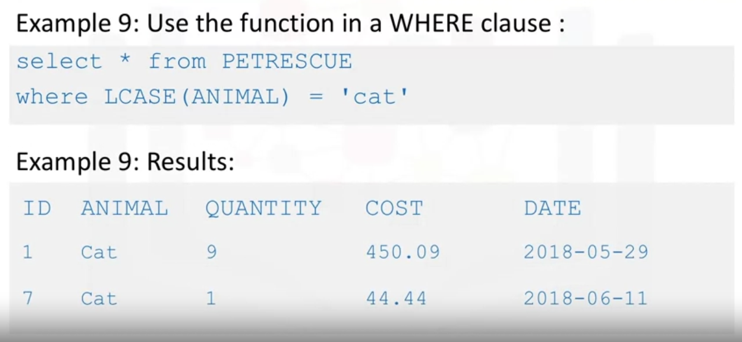 Example 9: Use the function in a WHERE clause :
select * from PETRESCUE
where LCASE(ANIMAL) = 'cat'
Example 9: Results:
ID ANIMAL QUANTITY COST DATE
1 Cat 9 450.09 2018-05-29
7 Cat 1 44.44 2018-06-11